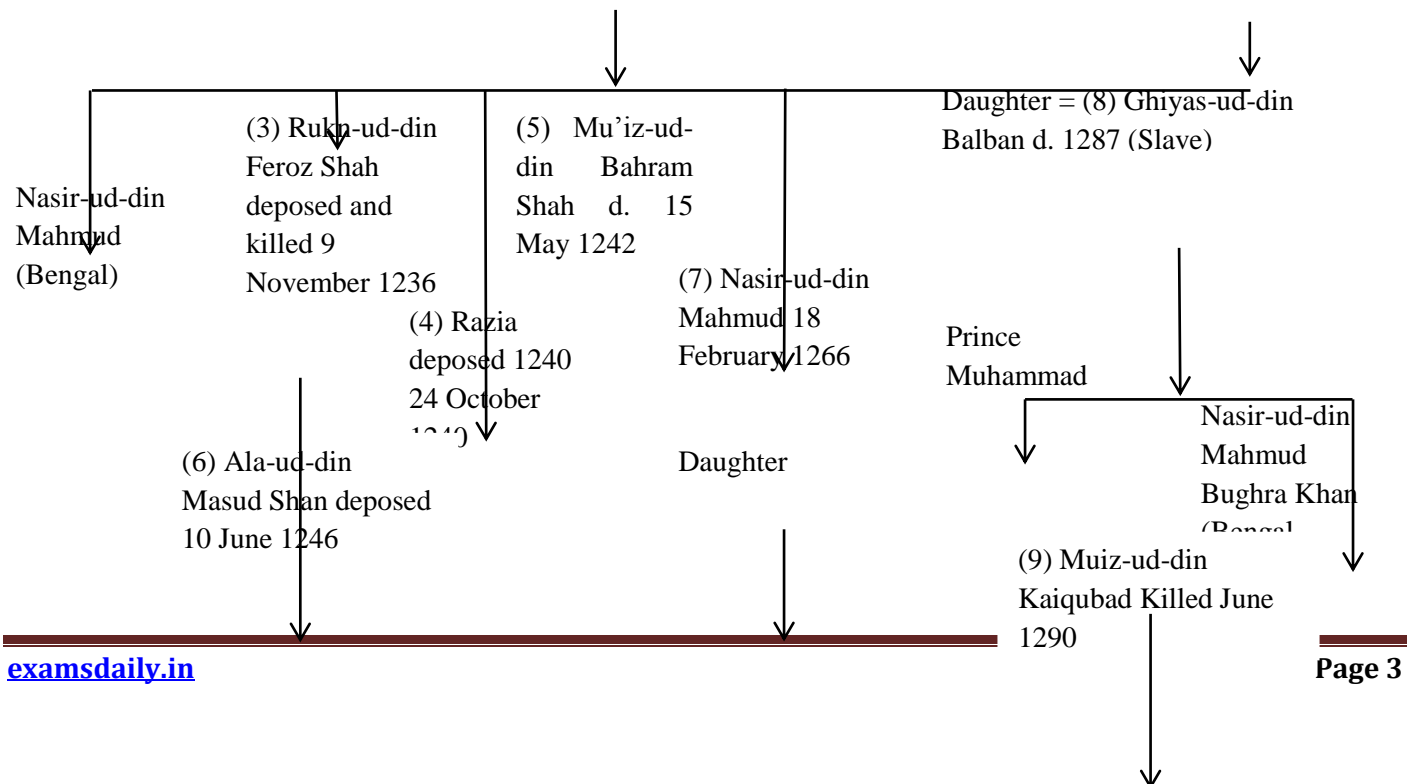 Daughter = (8) Ghiyas-ud-din
Balban d. 1287 (Slave)
(3) Rukn-ud-din
Feroz Shah
deposed and
killed 9
November 1236
(5) Mu’iz-ud-
din Bahram
Shah d. 15
May 1242
Nasir-ud-din
Mahmud
(Bengal)
(7) Nasir-ud-din
Mahmud 18
February 1266
(4) Razia
deposed 1240
24 October
1240
Prince
Muhammad
Nasir-ud-din
Mahmud
Bughra Khan
(Bengal
(6) Ala-ud-din
Masud Shan deposed
10 June 1246
Daughter
(9) Muiz-ud-din
Kaiqubad Killed June
1290
examsdaily.in
Page 3